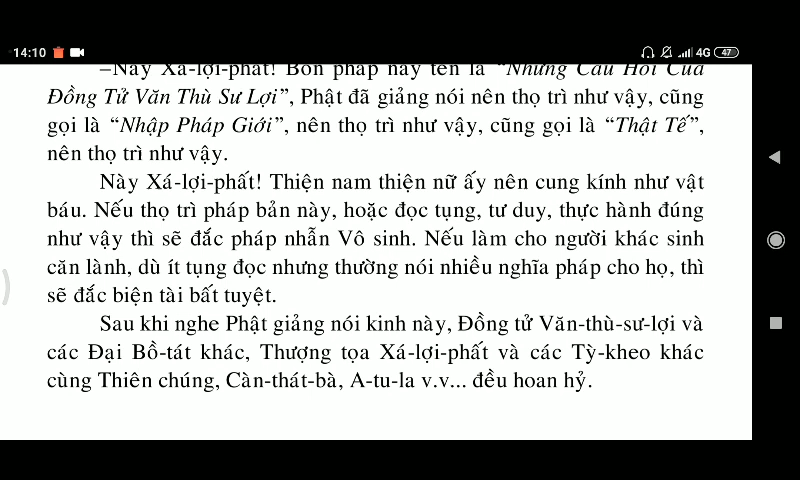 14:10
4G 47
–Này Xá-lợi-phất! Bổn pháp này tên là “Những Câu Hỏi Của
Đồng Tử Văn Thù Sư Lợi”, Phật đã giảng nói nên thọ trì như vậy, cũng
gọi là “Nhập Pháp Giới”, nên thọ trì như vậy, cũng gọi là “Thật Tế”,
nên thọ trì như vậy.
Này Xá-lợi-phất! Thiện nam thiện nữ ấy nên cung kính như vật
báu. Nếu thọ trì pháp bản này, hoặc đọc tụng, tư duy, thực hành đúng
như vậy thì sẽ đắc pháp nhẫn Vô sinh. Nếu làm cho người khác sinh
căn lành, dù ít tụng đọc nhưng thường nói nhiều nghĩa pháp cho họ, thì
sẽ đắc biện tài bất tuyệt.
Sau khi nghe Phật giảng nói kinh này, Đồng tử Văn-thù-sư-lợi và
các Đại Bồ-tát khác, Thượng tọa Xá-lợi-phất và các Tỳ-kheo khác
cùng Thiên chúng, Càn-thát-bà, A-tu-la v.v... đều hoan hỷ.